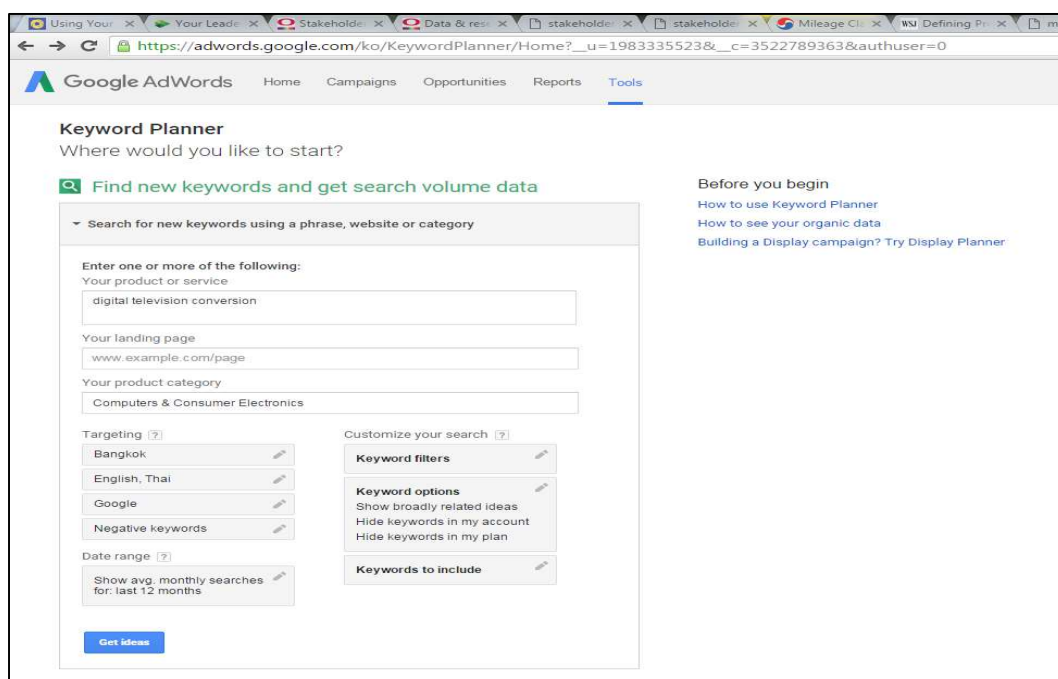 Using Your
Your Leade
Stakeholder
Data & res
stakeholder
stakeholder
Mileage Cla
WSJ Defining Pr
m
https://adwords.google.com/ko/KeywordPlanner/Home?__u=1983335523&__c=3522789363&authuser=0
Google AdWords Home Campaigns Opportunities Reports Tools
Keyword Planner
Where would you like to start?
Find new keywords and get search volume data
Search for new keywords using a phrase, website or category
Enter one or more of the following:
Your product or service
digital television conversion
Your landing page
www.example.com/page
Your product category
Computers & Consumer Electronics
Targeting ?
Bangkok
English, Thai
Google
Negative keywords
Date range ?
Show avg. monthly searches
for: last 12 months
Get ideas
Customize your search ?
Keyword filters
Keyword options
Show broadly related ideas
Hide keywords in my account
Hide keywords in my plan
Keywords to include
Before you begin
How to use Keyword Planner
How to see your organic data
Building a Display campaign? Try Display Planner